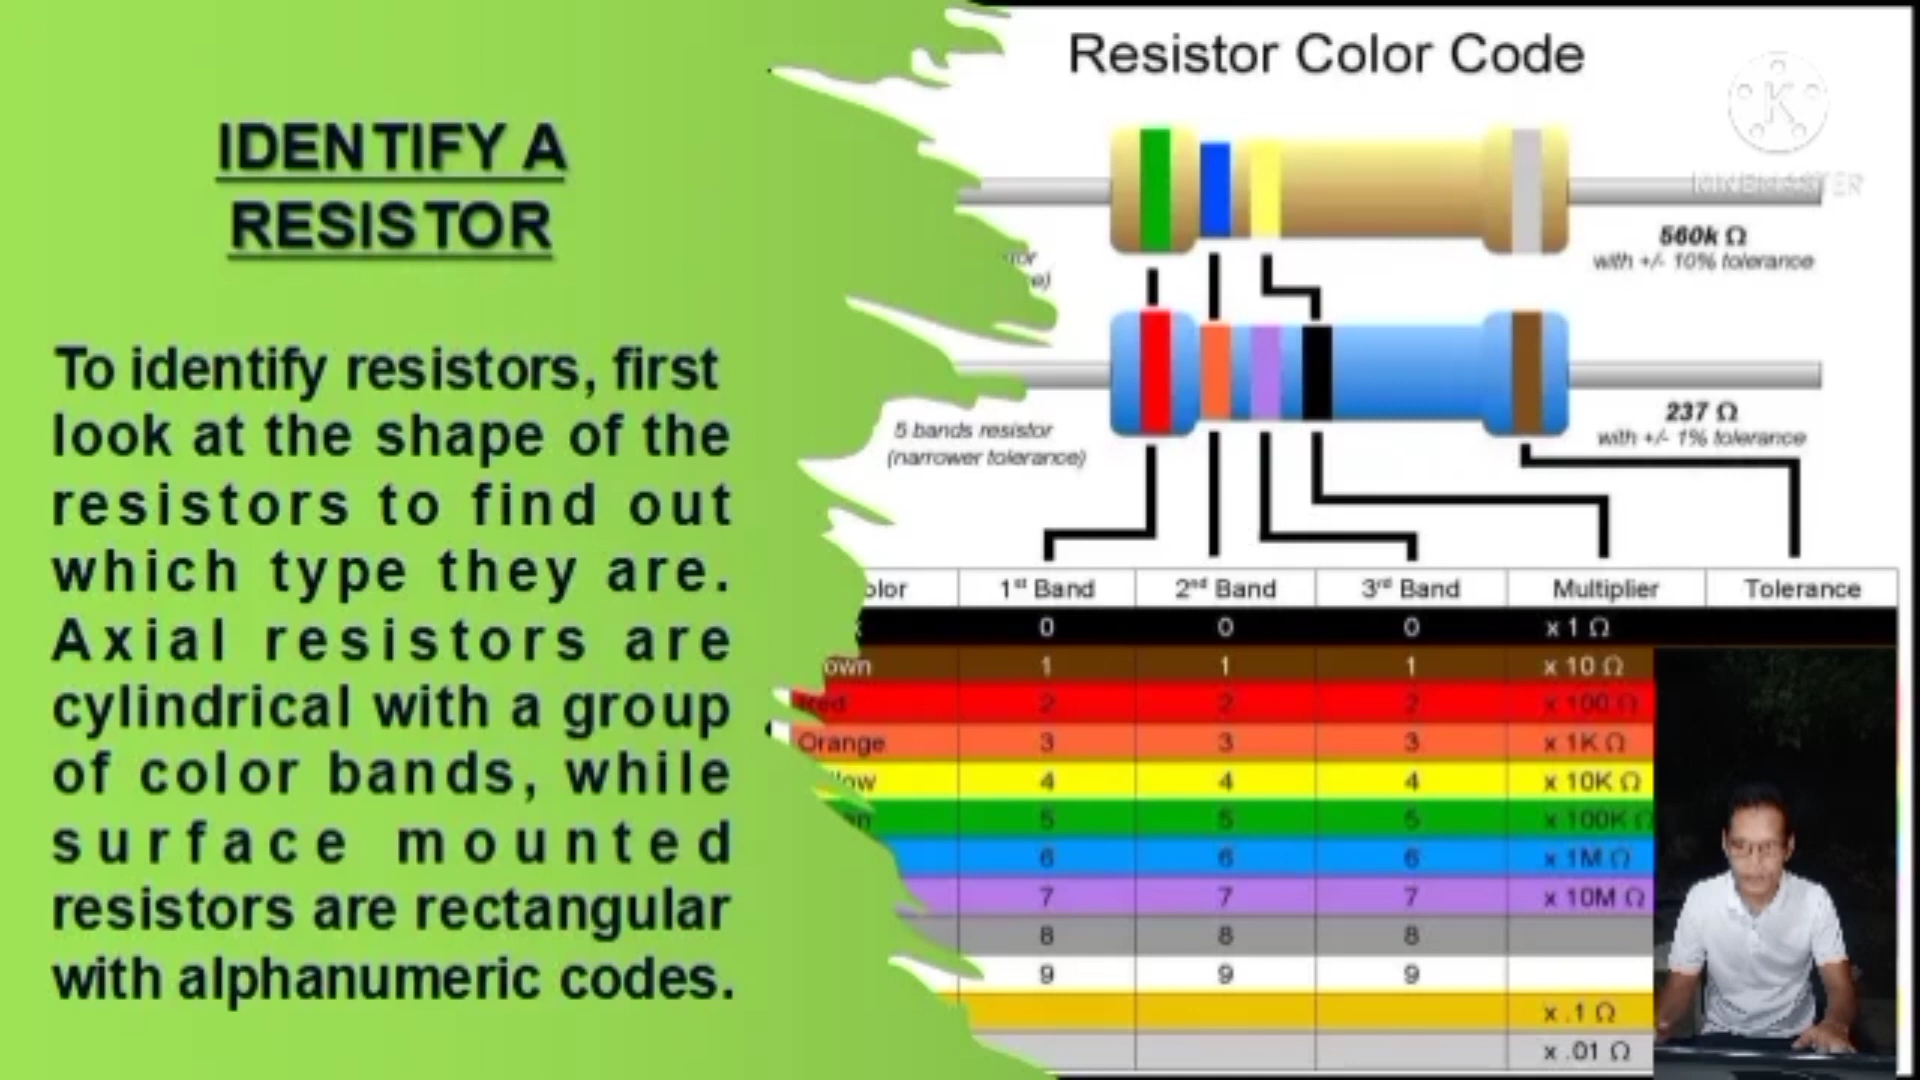 IDENTIFY A
RESISTOR
To identify resistors, first
look at the shape of the
resistors to find out
which type they are.
Axial resistors are
cylindrical with a group
of color bands, while
surface mounted
resistors are rectangular
with alphanumeric codes.
Resistor Color Code
KINEMASTER
560k Ω
with +/- 10% tolerance
237 Ω
with +/- 1% tolerance
5 bands resistor
(narrower tolerance)
1st Band 2nd Band 3rd Band Multiplier Tolerance
0 0 0 x 1 Ω
1 1 1 x 10 Ω
Red 2 2 2 x 100 Ω
Orange 3 3 3 x 1K Ω
4 4 4 x 10K Ω
5 5 5 x 100K Ω
6 6 6 x 1M Ω
7 7 7 x 10M Ω
8 8 8
9 9 9
x .1 Ω
x .01 Ω